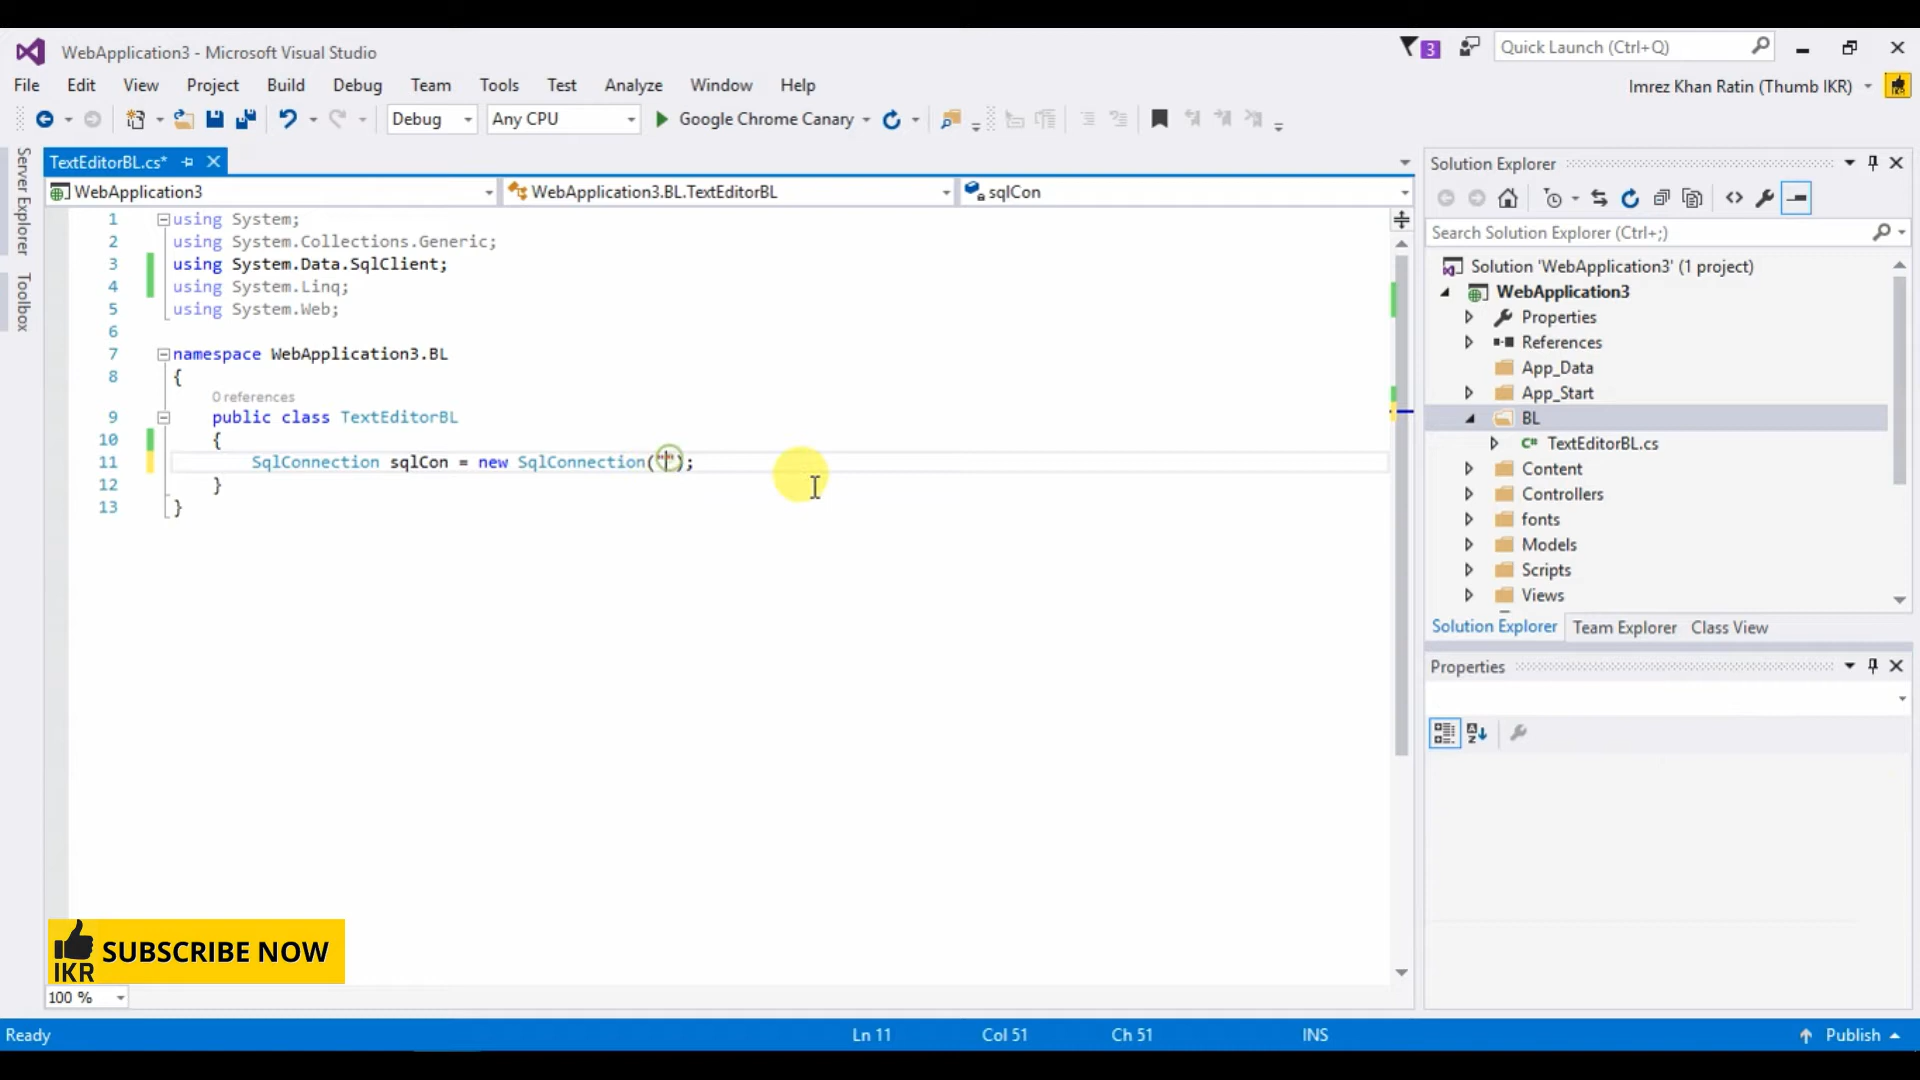 WebApplication3 - Microsoft Visual Studio
3
Quick Launch (Ctrl+Q)
File Edit View Project Build Debug Team Tools Test Analyze Window Help
Imrez Khan Ratin (Thumb IKR)
Debug Any CPU Google Chrome Canary
Server Explorer
Toolbox
TextEditorBL.cs*
WebApplication3 WebApplication3.BL.TextEditorBL sqlCon
1 using System;
2 using System.Collections.Generic;
3 using System.Data.SqlClient;
4 using System.Linq;
5 using System.Web;
6
7 namespace WebApplication3.BL
8 {
0 references
9 public class TextEditorBL
10 {
11 SqlConnection sqlCon = new SqlConnection("");
12 }
13 }
Solution Explorer
Search Solution Explorer (Ctrl+;)
Solution 'WebApplication3' (1 project)
WebApplication3
Properties
References
App_Data
App_Start
BL
C# TextEditorBL.cs
Content
Controllers
fonts
Models
Scripts
Views
Solution Explorer Team Explorer Class View
Properties
IKR SUBSCRIBE NOW
100 %
Ready Ln 11 Col 51 Ch 51 INS Publish